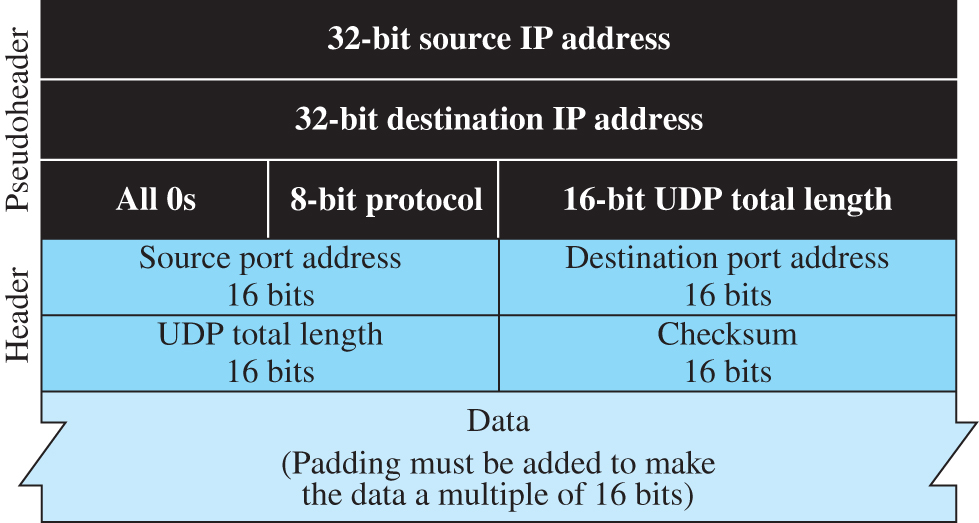 Pseudoheader
32-bit source IP address
32-bit destination IP address
All 0s
8-bit protocol
16-bit UDP total length
Header
Source port address
16 bits
Destination port address
16 bits
UDP total length
16 bits
Checksum
16 bits
Data
(Padding must be added to make
the data a multiple of 16 bits)